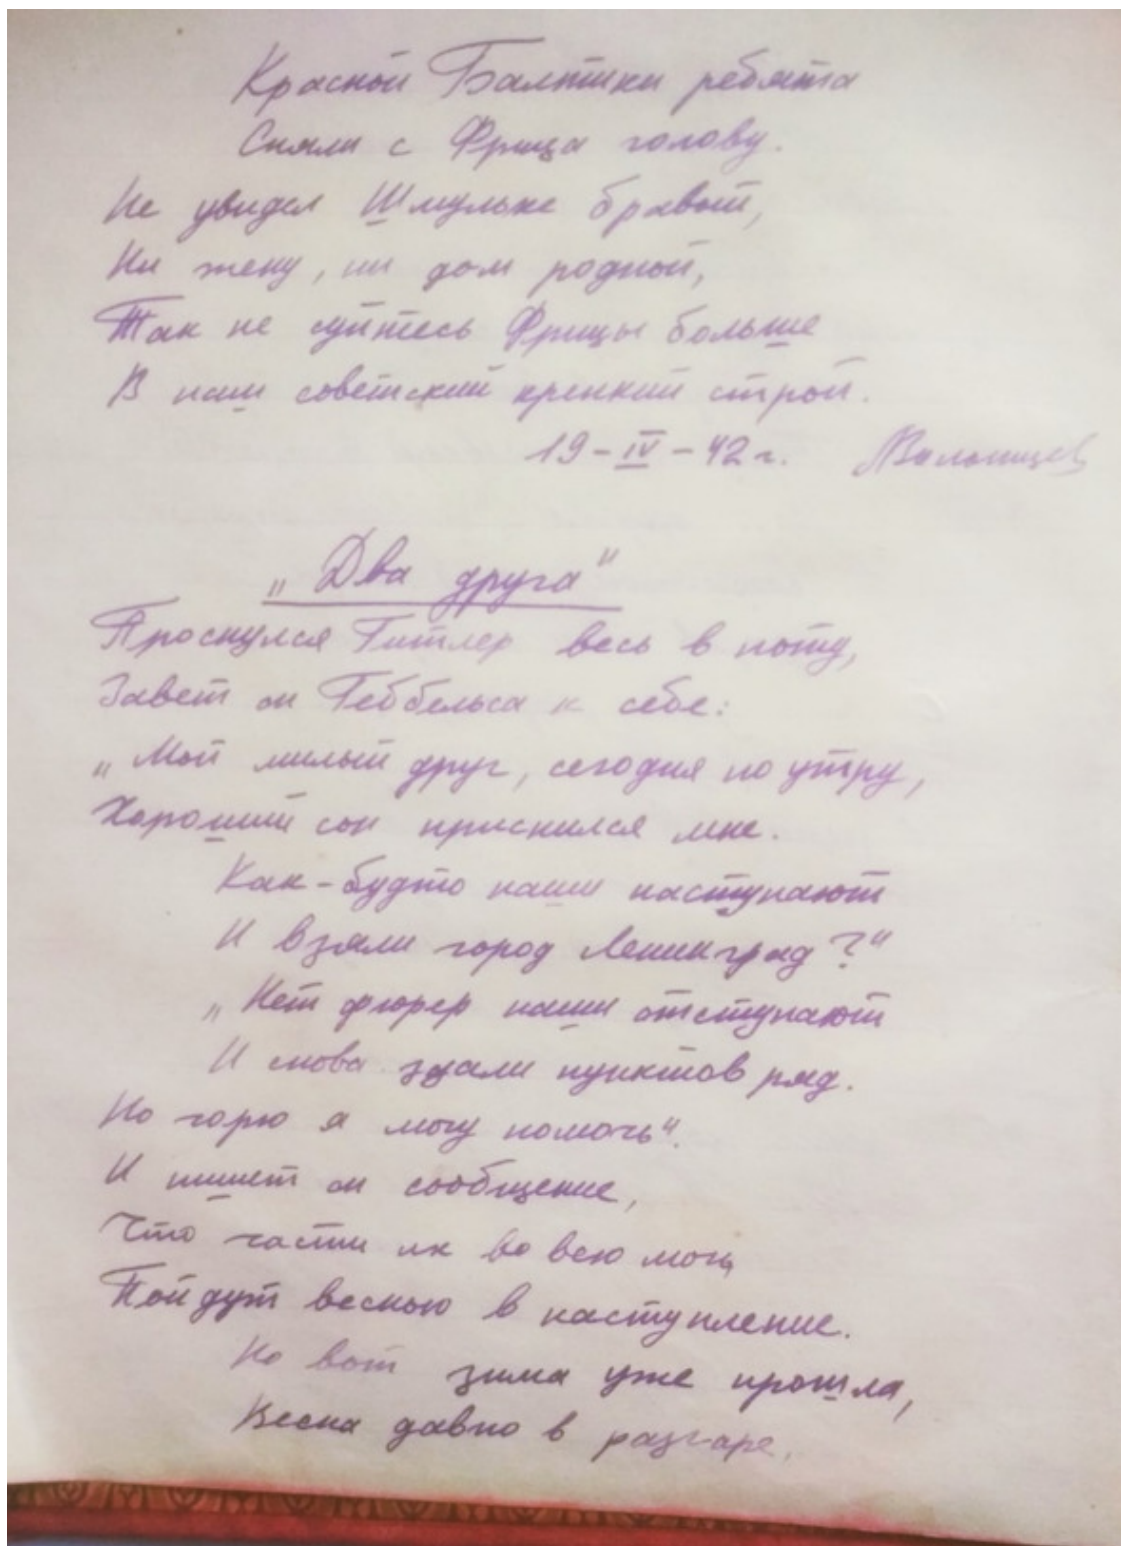 Красной Балтики ребята
Сняли с Фрица голову.
Не увидел Шмульке бравый,
Ни жену, ни дом родной,
Так не суйтесь Фрицы больше
В наш советский крепкий строй.
19-IV-42 г.
„Два друга"
Проснулся Гитлер весь в поту,
Завет он Геббельса к себе:
„Мой милый друг, сегодня по утру,
Хороший сон приснился мне.
Как-будто наши наступают
И взяли город Ленинград?"
„Нет фюрер наши отступают
И снова здали пунктов ряд.
Но горю я могу помочь".
И пишет он сообщение,
Что части их во всю мощь
Пойдут весною в наступление.
Но вот зима уже прошла,
Весна давно в разгаре,